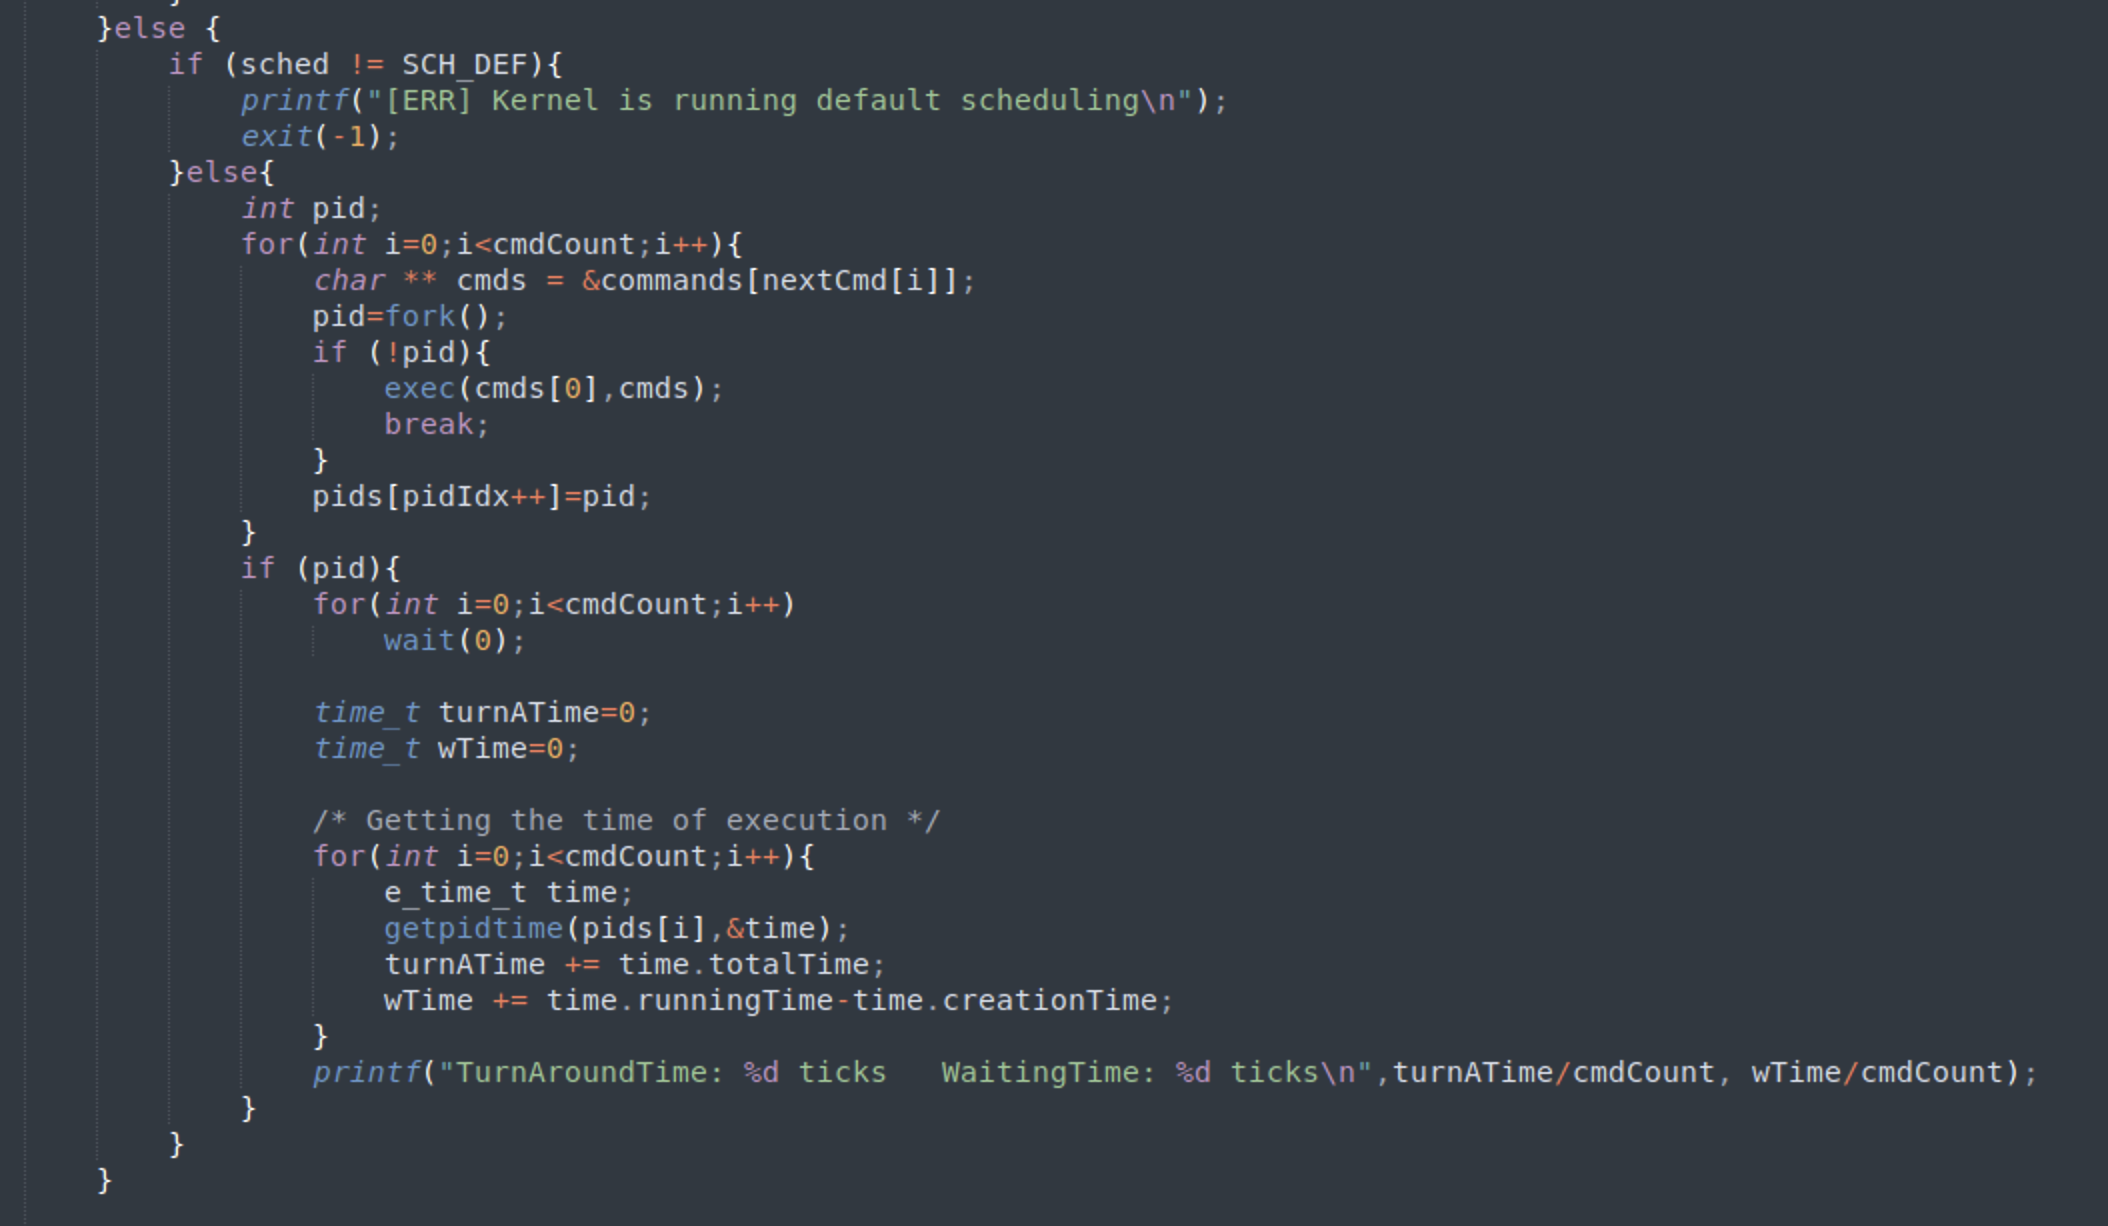 }else {
if (sched != SCH_DEF){
printf("[ERR] Kernel is running default scheduling\n");
exit(-1);
}else{
int pid;
for(int i=0;i<cmdCount;i++){
char ** cmds = &commands[nextCmd[i]];
pid=fork();
if (!pid){
exec(cmds[0],cmds);
break;
}
pids[pidIdx++]=pid;
}
if (pid){
for(int i=0;i<cmdCount;i++)
wait(0);
time_t turnATime=0;
time_t wTime=0;
/* Getting the time of execution */
for(int i=0;i<cmdCount;i++){
e_time_t time;
getpidtime(pids[i],&time);
turnATime += time.totalTime;
wTime += time.runningTime-time.creationTime;
}
printf("TurnAroundTime: %d ticks   WaitingTime: %d ticks\n",turnATime/cmdCount, wTime/cmdCount);
}
}
}